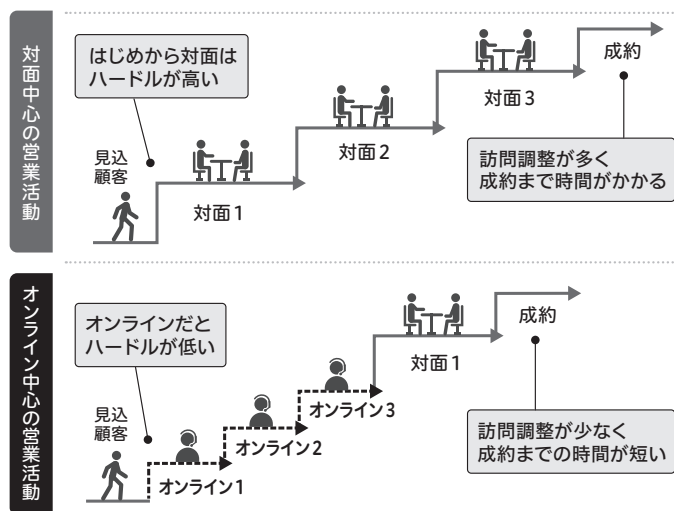 対面中心の営業活動
はじめから対面は
ハードルが高い
見込
顧客
対面1
対面2
対面3
成約
訪問調整が多く
成約まで時間がかかる
オンライン中心の営業活動
オンラインだと
ハードルが低い
見込
顧客
オンライン1
オンライン2
オンライン3
対面1
成約
訪問調整が少なく
成約までの時間が短い